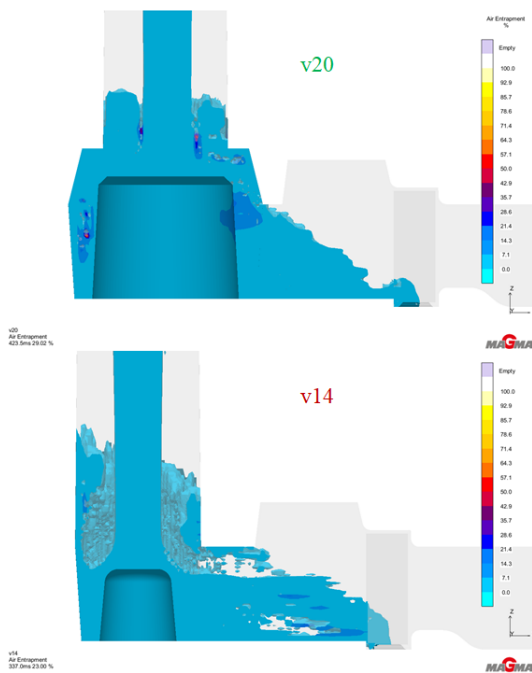 Air Entrapment
%
v20
Empty
100.0
92.9
85.7
78.6
71.4
64.3
57.1
50.0
42.9
35.7
28.6
21.4
14.3
7.1
0.0
Z
X
v20
Air Entrapment
423.5ms 29.02 %
MAGMA
Air Entrapment
%
v14
Empty
100.0
92.9
85.7
78.6
71.4
64.3
57.1
50.0
42.9
35.7
28.6
21.4
14.3
7.1
0.0
Z
X
v14
Air Entrapment
337.0ms 23.00 %
MAGMA